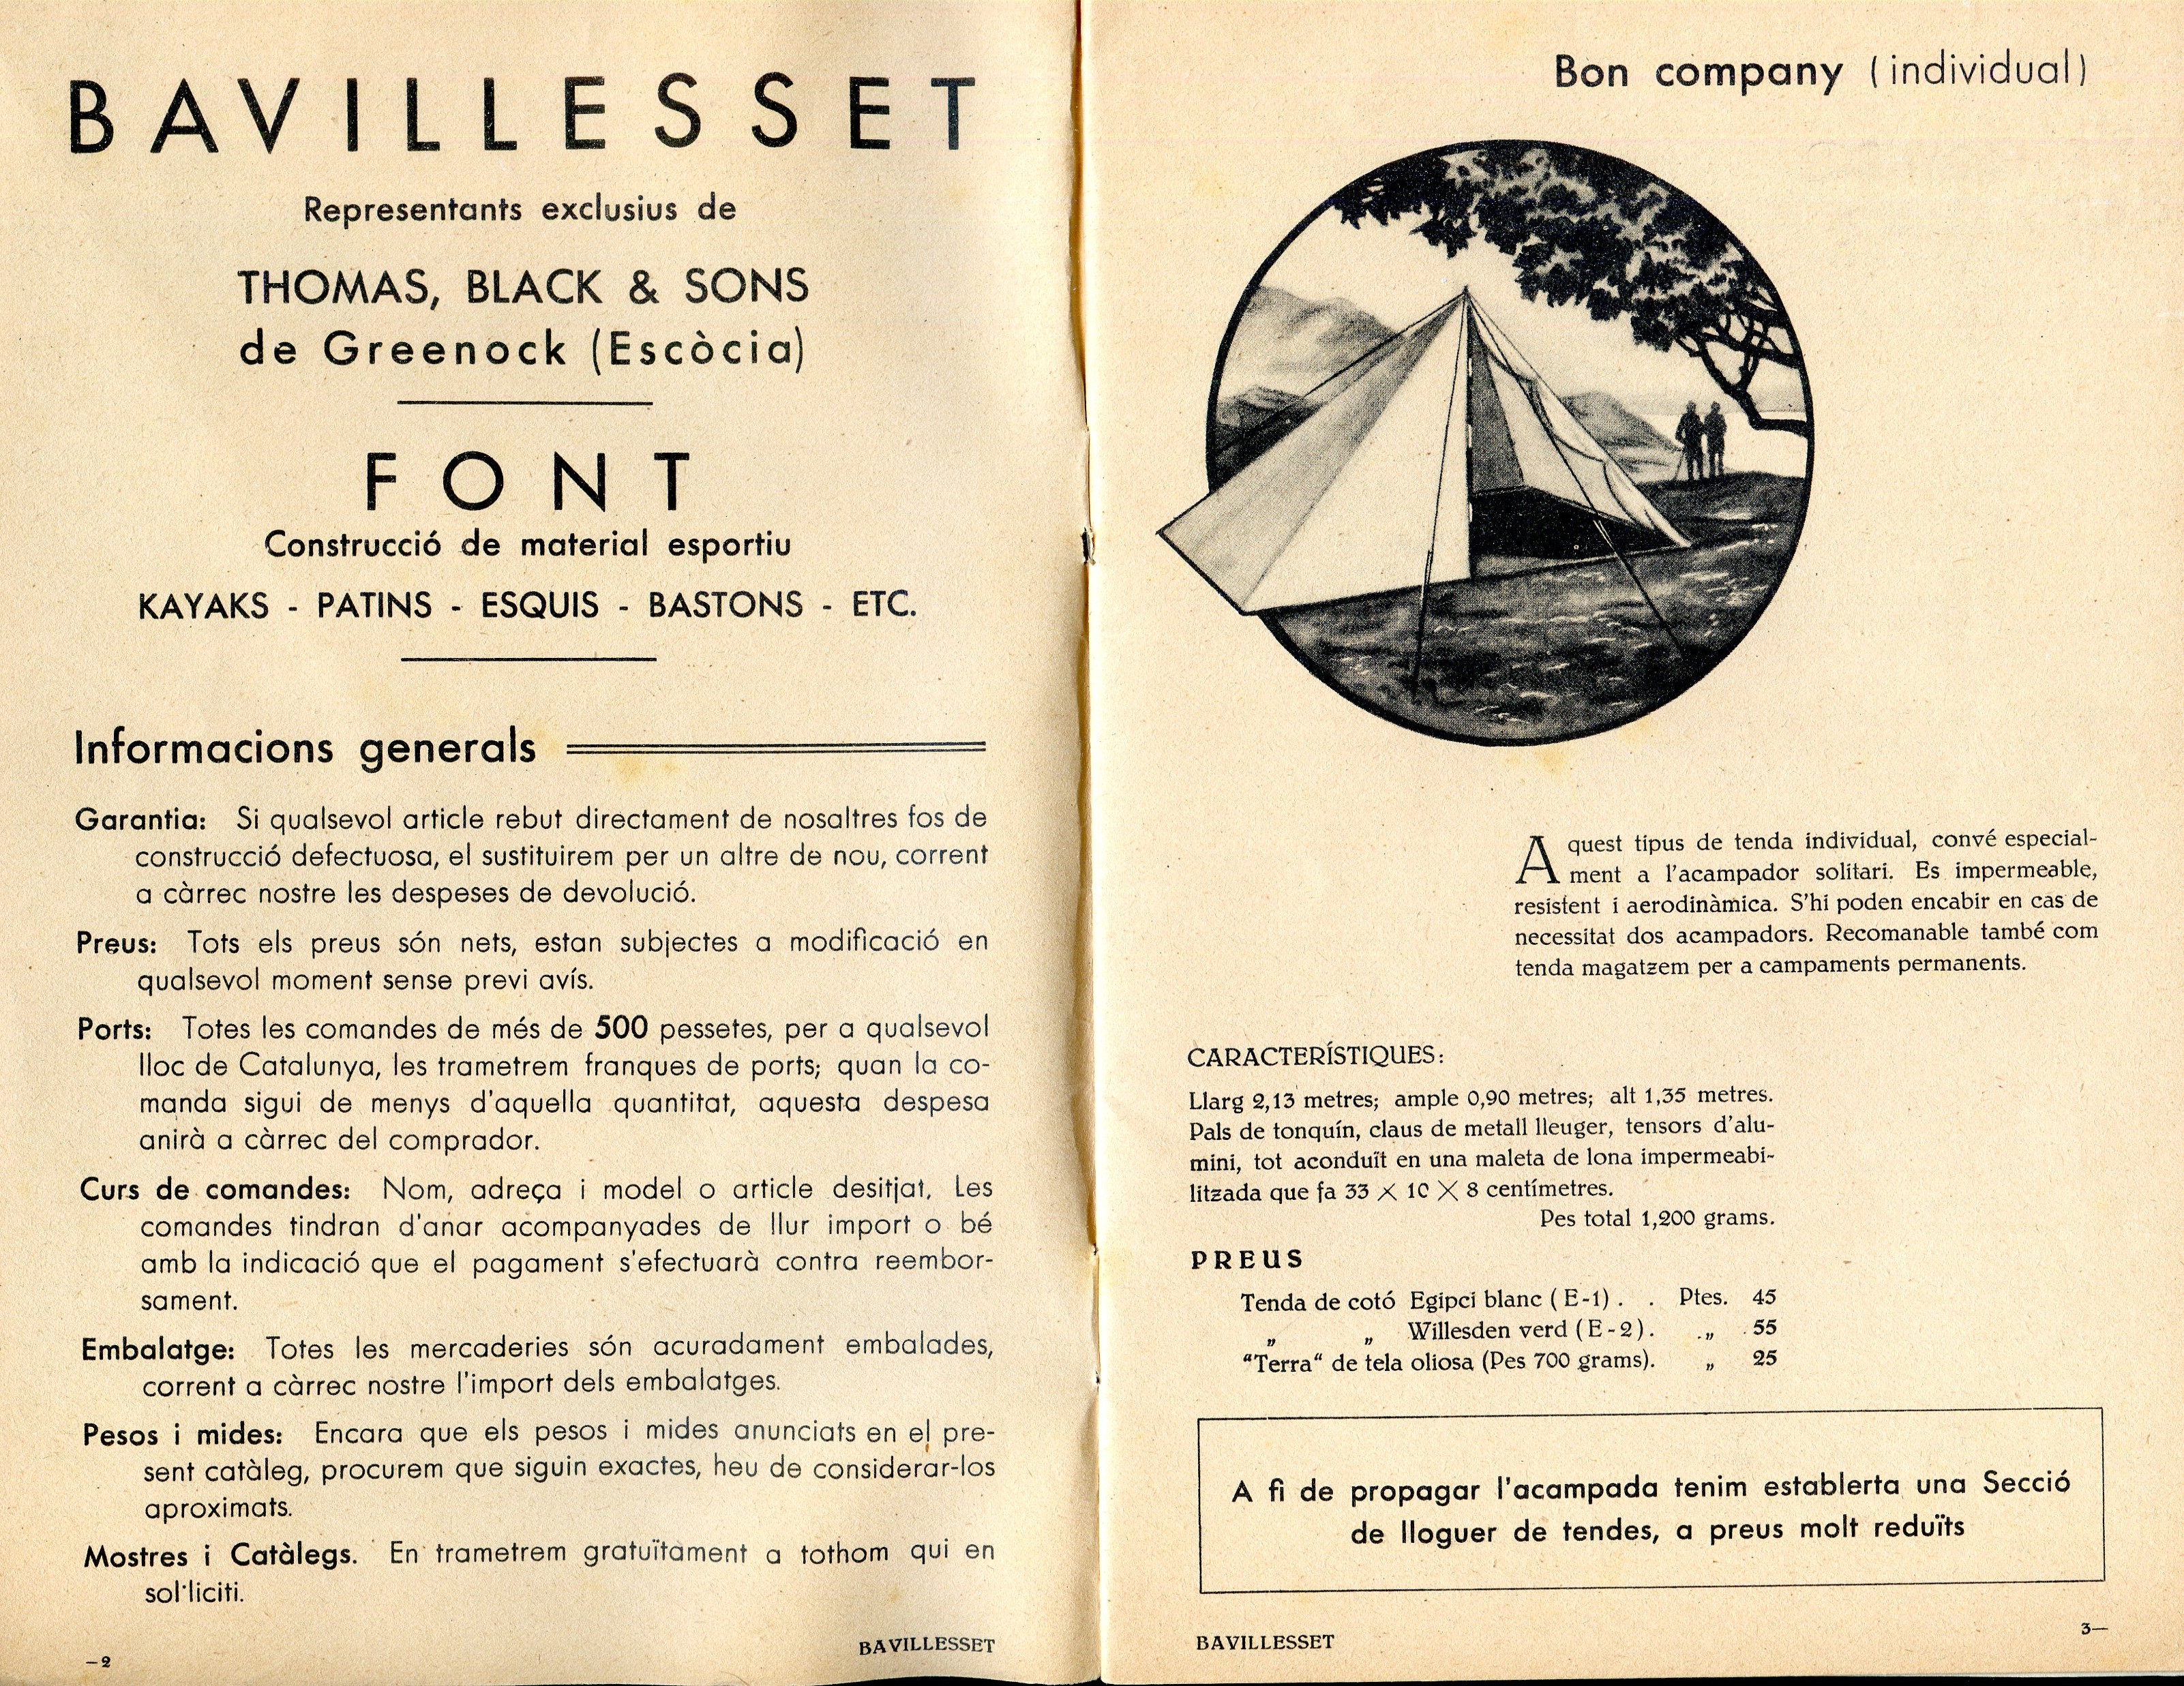 BAVILLESSET
Representants exclusius de
THOMAS, BLACK & SONS
de Greenock (Escòcia)
FONT
Construcció de material esportiu
KAYAKS - PATINS - ESQUIS - BASTONS - ETC.
Informacions generals
Garantia: Si qualsevol article rebut directament de nosaltres fos de
construcció defectuosa, el sustituirem per un altre de nou, corrent
a càrrec nostre les despeses de devolució.
Preus: Tots els preus són nets, estan subjectes a modificació en
qualsevol moment sense previ avís.
Ports: Totes les comandes de més de 500 pessetes, per a qualsevol
lloc de Catalunya, les trametrem franques de ports; quan la co-
manda sigui de menys d'aquella quantitat, aquesta despesa
anirà a càrrec del comprador.
Curs de comandes: Nom, adreça i model o article desitjat. Les
comandes tindran d'anar acompanyades de llur import o bé
amb la indicació que el pagament s'efectuarà contra reembor-
sament.
Embalatge: Totes les mercaderies són acuradament embalades,
corrent a càrrec nostre l'import dels embalatges.
Pesos i mides: Encara que els pesos i mides anunciats en el pre-
sent catàleg, procurem que siguin exactes, heu de considerar-los
aproximats.
Mostres i Catàlegs. En trametrem gratuïtament a tothom qui en
sol·liciti.
BAVILLESSET
—2
Bon company (individual)
Aquest tipus de tenda individual, convé especial-
ment a l'acampador solitari. Es impermeable,
resistent i aerodinàmica. S'hi poden encabir en cas de
necessitat dos acampadors. Recomanable també com
tenda magatzem per a campaments permanents.
CARACTERÍSTIQUES:
Llarg 2,13 metres; ample 0,90 metres; alt 1,35 metres.
Pals de tonquín, claus de metall lleuger, tensors d'alu-
mini, tot aconduït en una maleta de lona impermeabi-
litzada que fa 33 × 10 × 8 centímetres.
Pes total 1,200 grams.
PREUS
Tenda de cotó Egipci blanc (E-1) . . Ptes. 45
„ „ Willesden verd (E-2). . „ 55
"Terra" de tela oliosa (Pes 700 grams). „ 25
A fi de propagar l'acampada tenim establerta una Secció
de lloguer de tendes, a preus molt reduïts
BAVILLESSET
3—